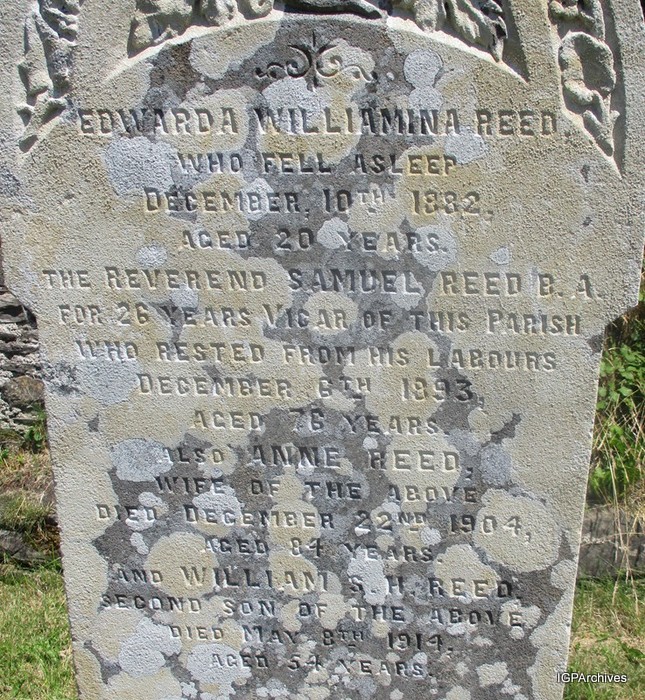 EDWARDA WILLIAMINA REED
WHO FELL ASLEEP
DECEMBER, 10TH 1882,
AGED 20 YEARS.
THE REVEREND SAMUEL REED B.A.
FOR 26 YEARS VICAR OF THIS PARISH
WHO RESTED FROM HIS LABOURS
DECEMBER 6TH 1893,
AGED 76 YEARS.
ALSO ANNE REED,
WIFE OF THE ABOVE
DIED DECEMBER 22ND 1904,
AGED 84 YEARS.
AND WILLIAM S. H. REED.
SECOND SON OF THE ABOVE
DIED MAY 8TH 1914,
AGED 54 YEARS.
IGPArchives